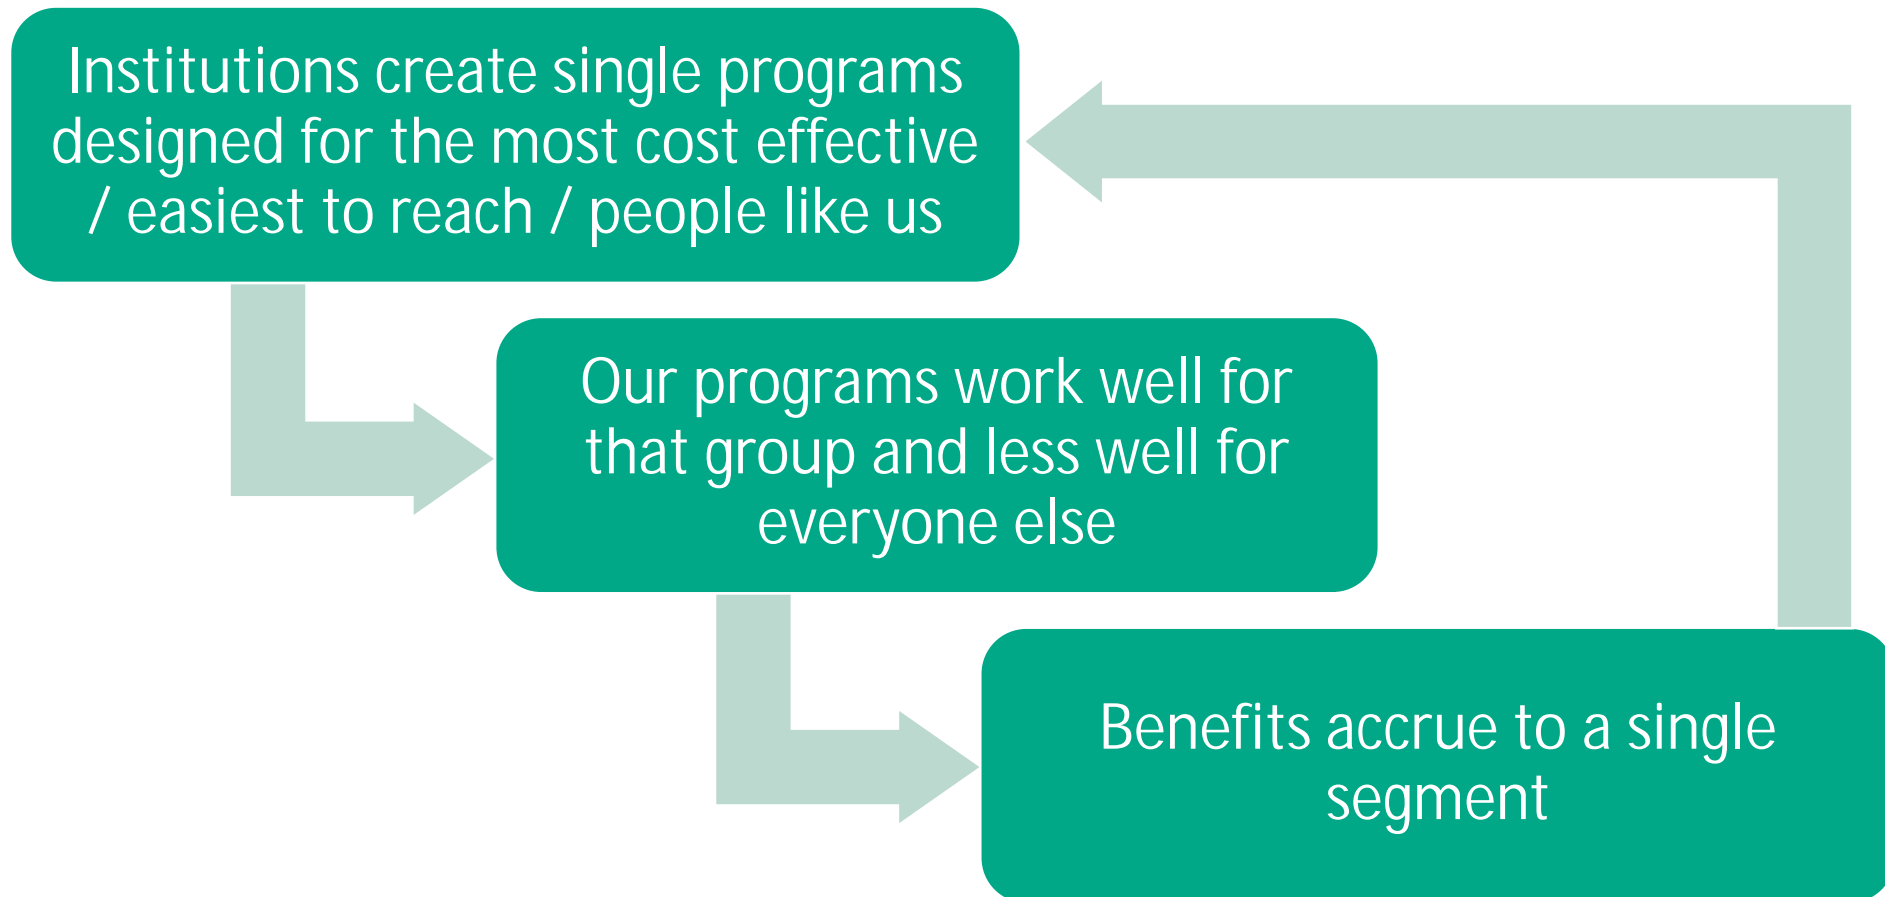 Institutions create single programs
designed for the most cost effective
/ easiest to reach / people like us
Our programs work well for
that group and less well for
everyone else
Benefits accrue to a single
segment